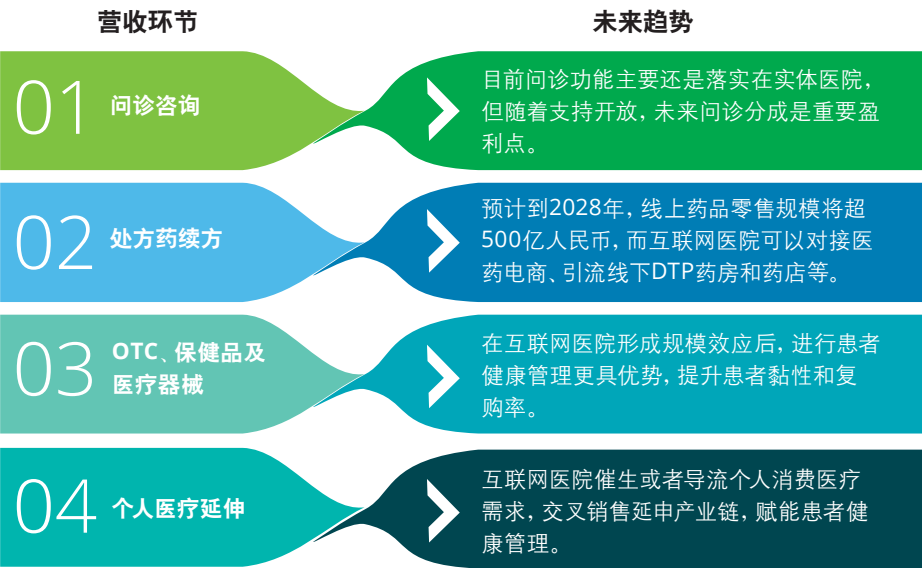 营收环节
未来趋势
01
问诊咨询
目前问诊功能主要还是落实在实体医院，
但随着支持开放，未来问诊分成是重要盈
利点。
02
处方药续方
预计到2028年，线上药品零售规模将超
500亿人民币，而互联网医院可以对接医
药电商、引流线下DTP药房和药店等。
03
OTC、保健品及
医疗器械
在互联网医院形成规模效应后，进行患者
健康管理更具优势，提升患者黏性和复
购率。
04
个人医疗延伸
互联网医院催生或者导流个人消费医疗
需求，交叉销售延申产业链，赋能患者健
康管理。